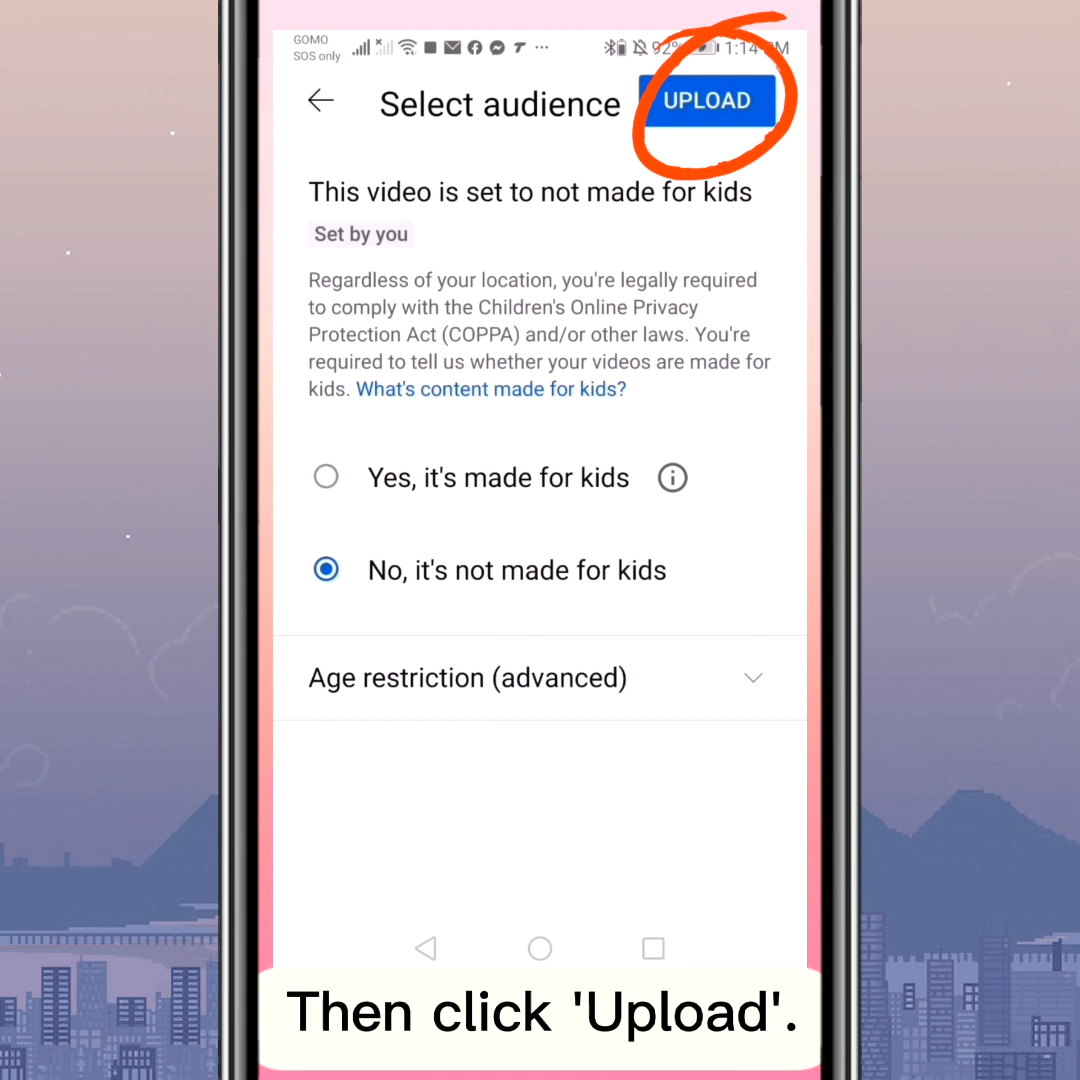 GOMO
SOS only
92%
1:14 PM
Select audience
UPLOAD
This video is set to not made for kids
Set by you
Regardless of your location, you're legally required
to comply with the Children's Online Privacy
Protection Act (COPPA) and/or other laws. You're
required to tell us whether your videos are made for
kids. What's content made for kids?
Yes, it's made for kids
No, it's not made for kids
Age restriction (advanced)
Then click 'Upload'.